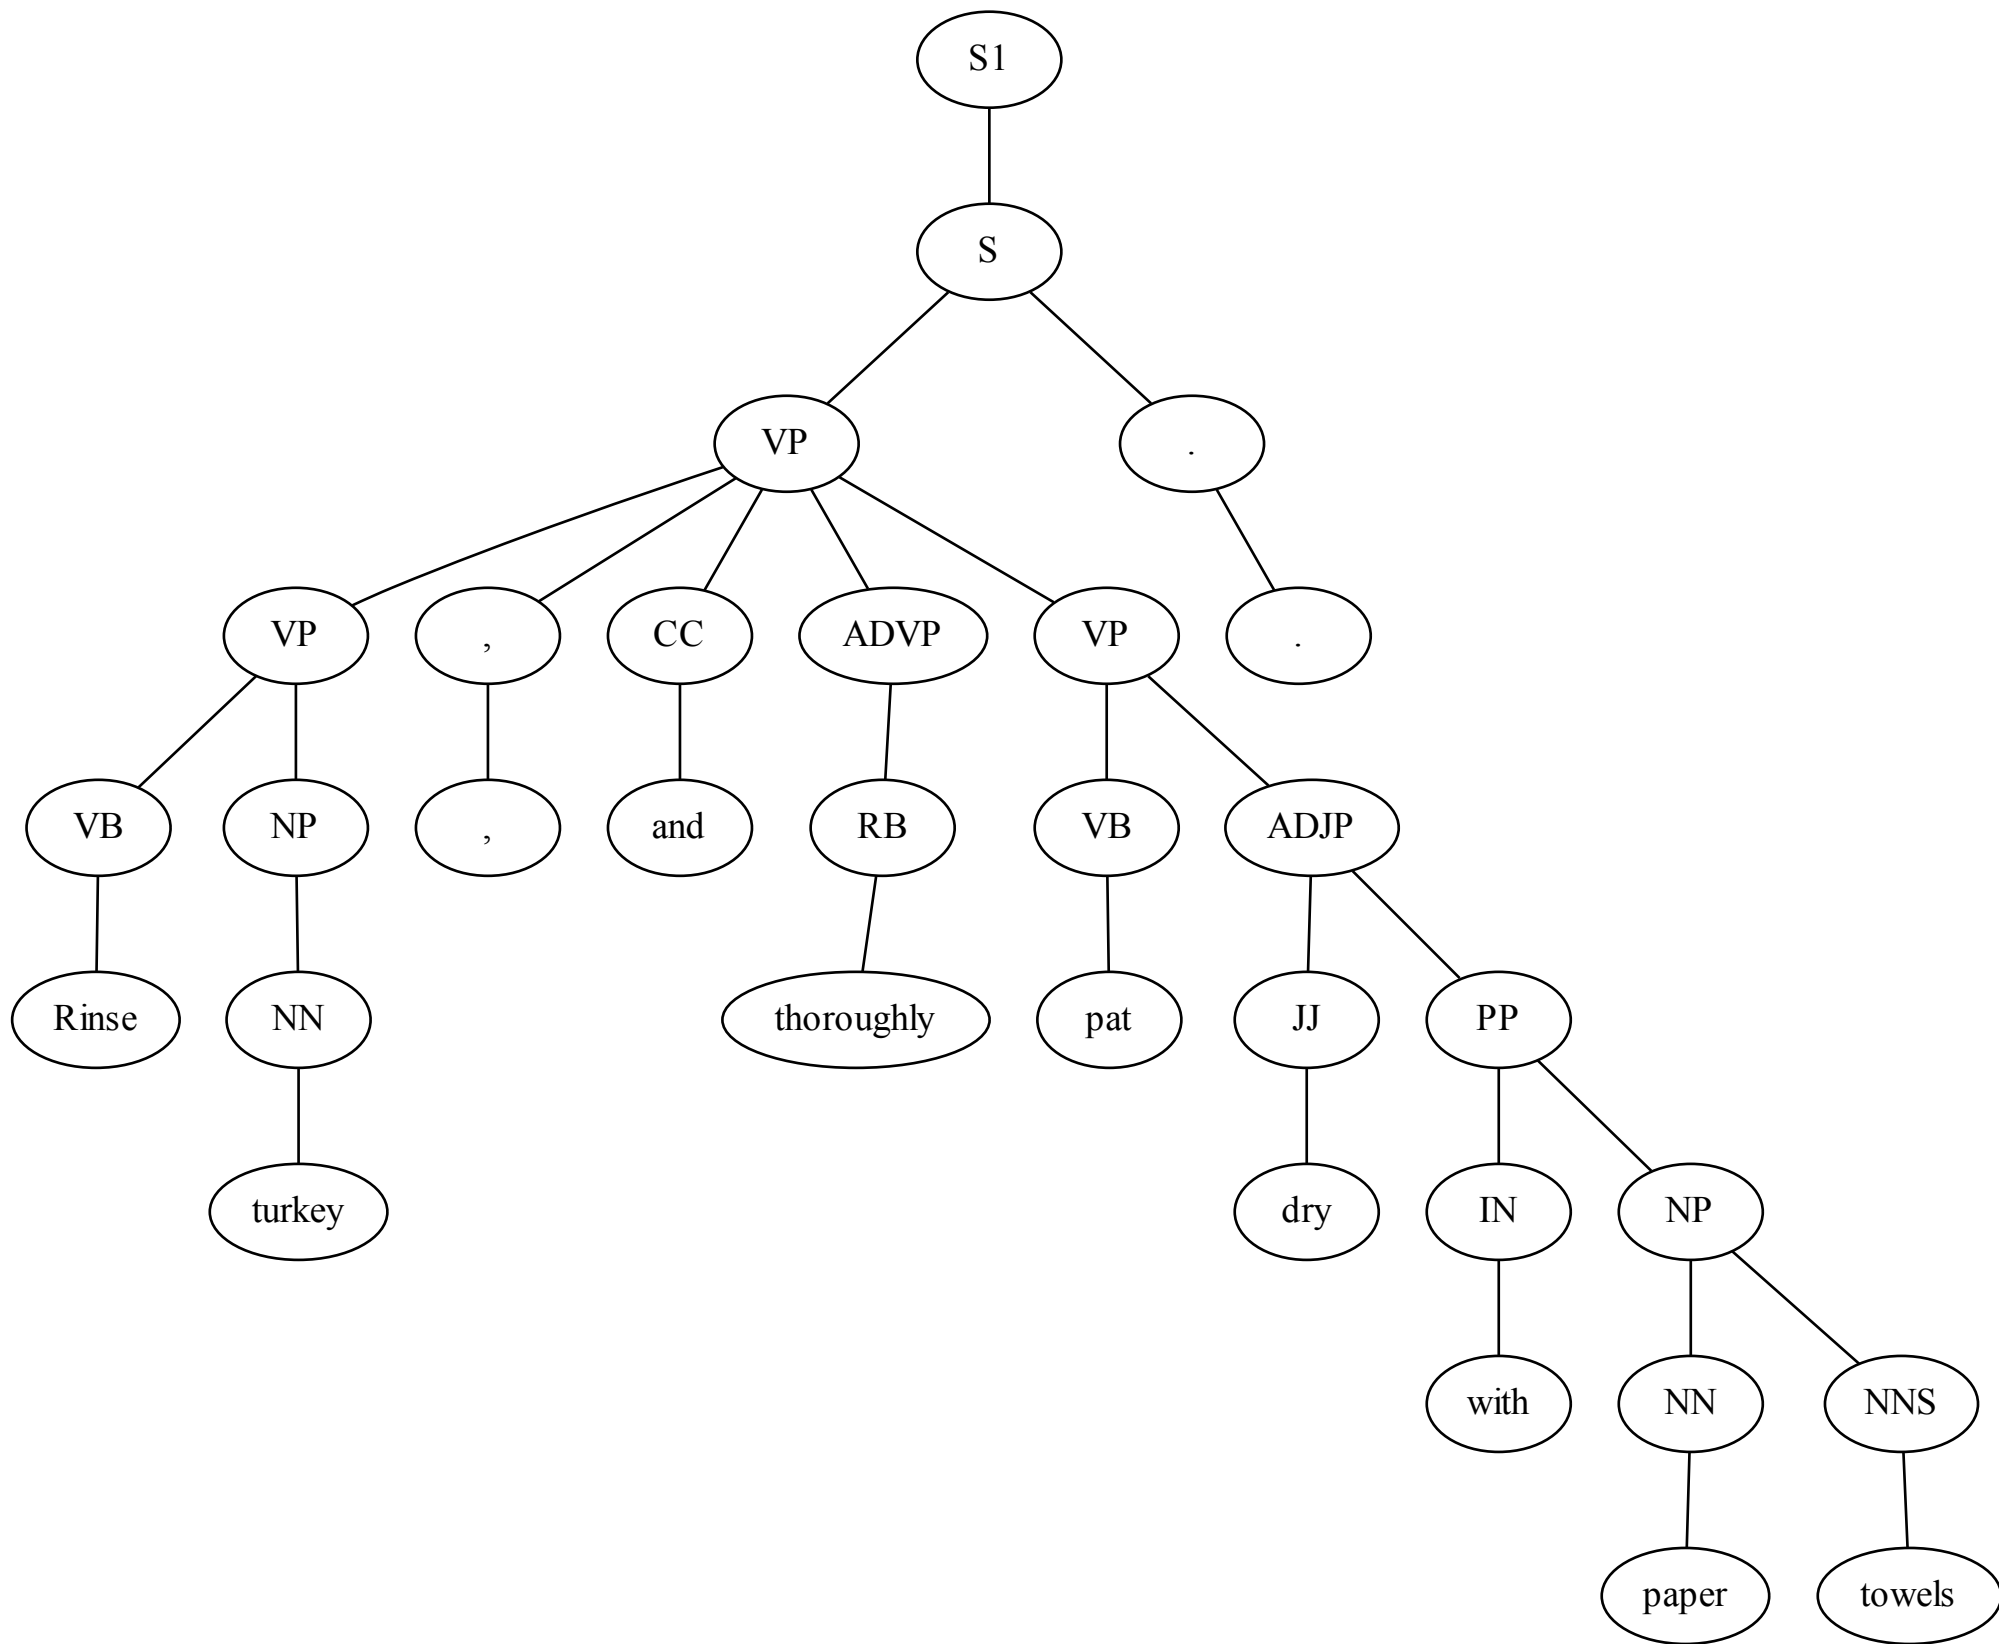 S1
S
VP .
VP , CC ADVP VP .
VB NP , and RB VB ADJP
Rinse NN thoroughly pat JJ PP
turkey dry IN NP
with NN NNS
paper towels